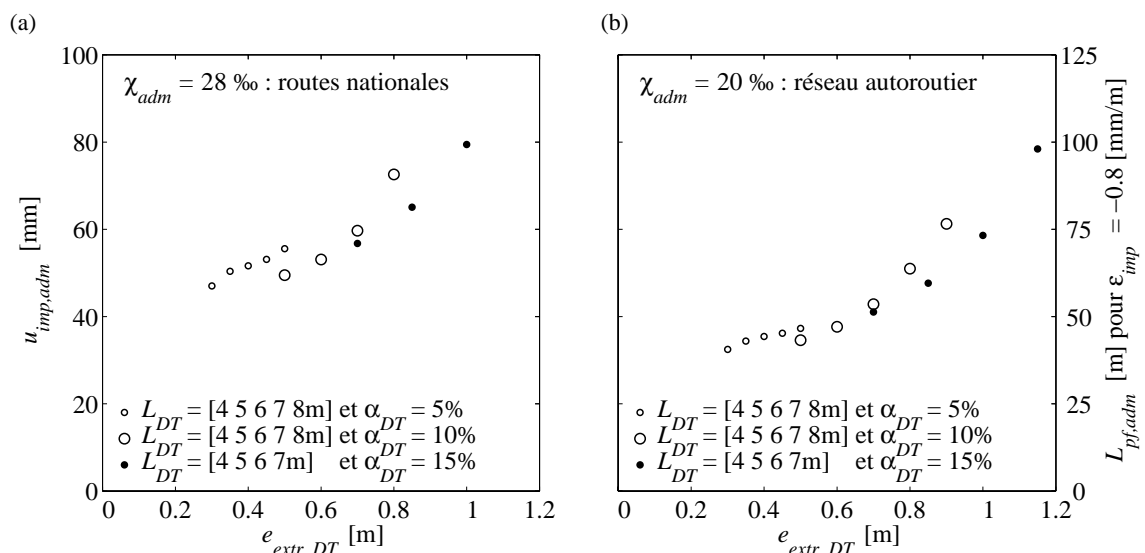 (a)
χadm = 28 ‰ : routes nationales
100
80
60
40
20
0
uimp,adm [mm]
LDT = [4 5 6 7 8m] et αDT = 5%
LDT = [4 5 6 7 8m] et αDT = 10%
LDT = [4 5 6 7m] et αDT = 15%
0 0.2 0.4 0.6 0.8 1 1.2
eextr, DT [m]
(b)
χadm = 20 ‰ : réseau autoroutier
125
100
75
50
25
0
Lpf,adm [m] pour εimp = −0.8 [mm/m]
LDT = [4 5 6 7 8m] et αDT = 5%
LDT = [4 5 6 7 8m] et αDT = 10%
LDT = [4 5 6 7m] et αDT = 15%
0 0.2 0.4 0.6 0.8 1 1.2
eextr, DT [m]